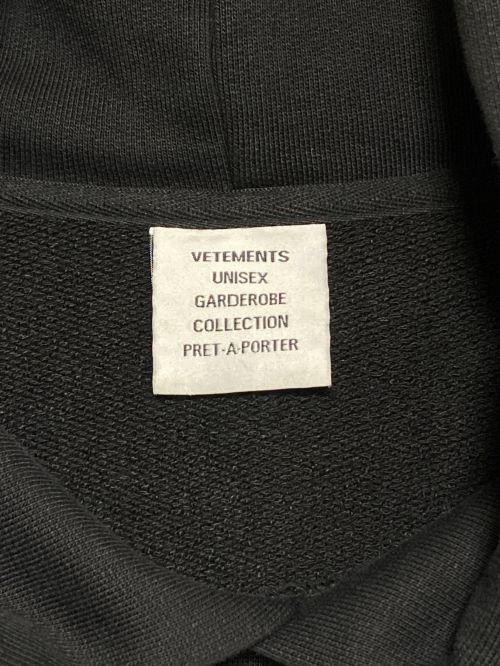 VETEMENTS
UNISEX
GARDEROBE
COLLECTION
PRET-A-PORTER